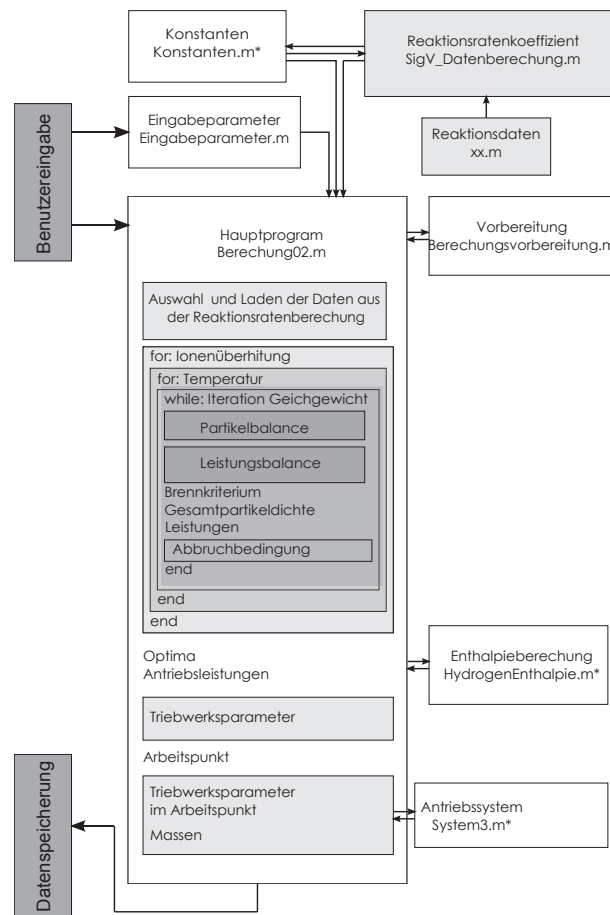 Konstanten
Konstanten.m*
Reaktionsratenkoeffizient
SigV_Datenberechung.m
Benutzereingabe
Eingabeparameter
Eingabeparameter.m
Reaktionsdaten
xx.m
Hauptprogram
Berechung02.m
Vorbereitung
Berechungsvorbereitung.m
Auswahl und Laden der Daten aus
der Reaktionsratenberechung
for: Ionenüberhitung
for: Temperatur
while: Iteration Geichgewicht
Partikelbalance
Leistungsbalance
Brennkriterium
Gesamtpartikeldichte
Leistungen
Abbruchbedingung
end
end
end
Optima
Antriebsleistungen
Enthalpieberechung
HydrogenEnthalpie.m*
Triebwerksparameter
Arbeitspunkt
Triebwerksparameter
im Arbeitspunkt
Massen
Antriebssystem
System3.m*
Datenspeicherung